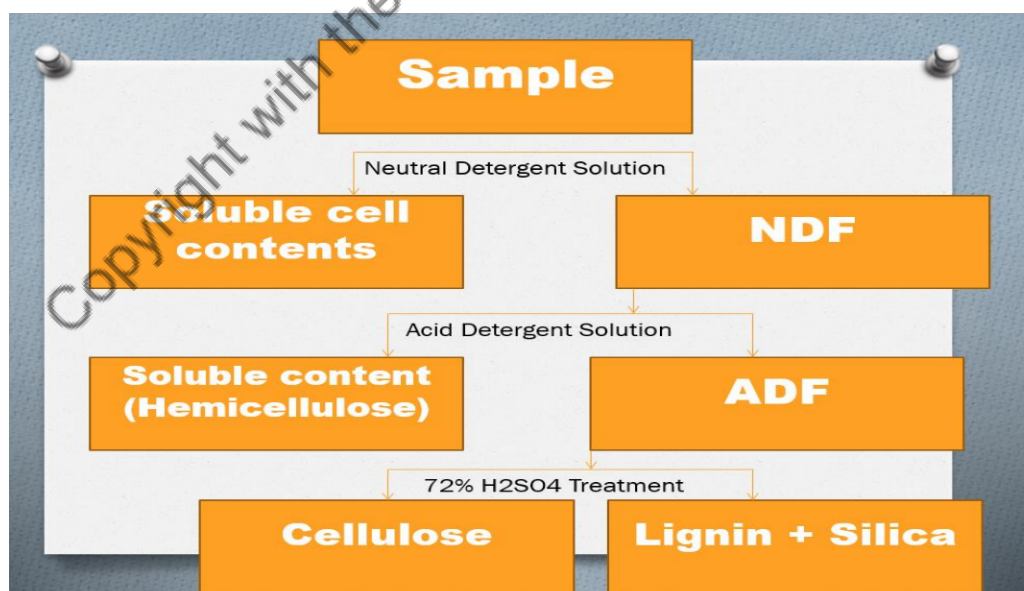 Copyright with the
Sample
Neutral Detergent Solution
Soluble cell
contents
NDF
Acid Detergent Solution
Soluble content
(Hemicellulose)
ADF
72% H2SO4 Treatment
Cellulose
Lignin + Silica